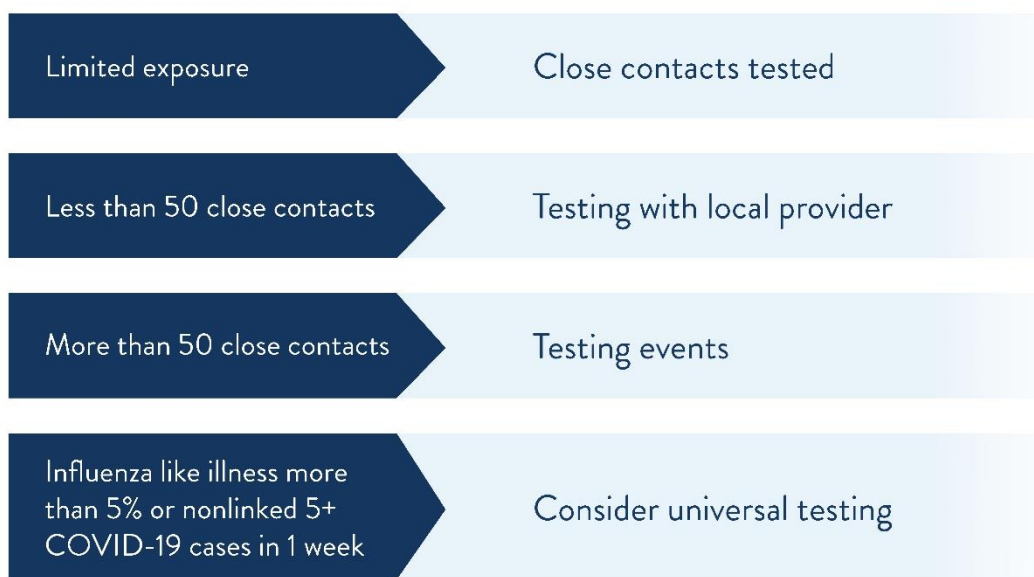 Limited exposure
Close contacts tested
Less than 50 close contacts
Testing with local provider
More than 50 close contacts
Testing events
Influenza like illness more
than 5% or nonlinked 5+
COVID-19 cases in 1 week
Consider universal testing